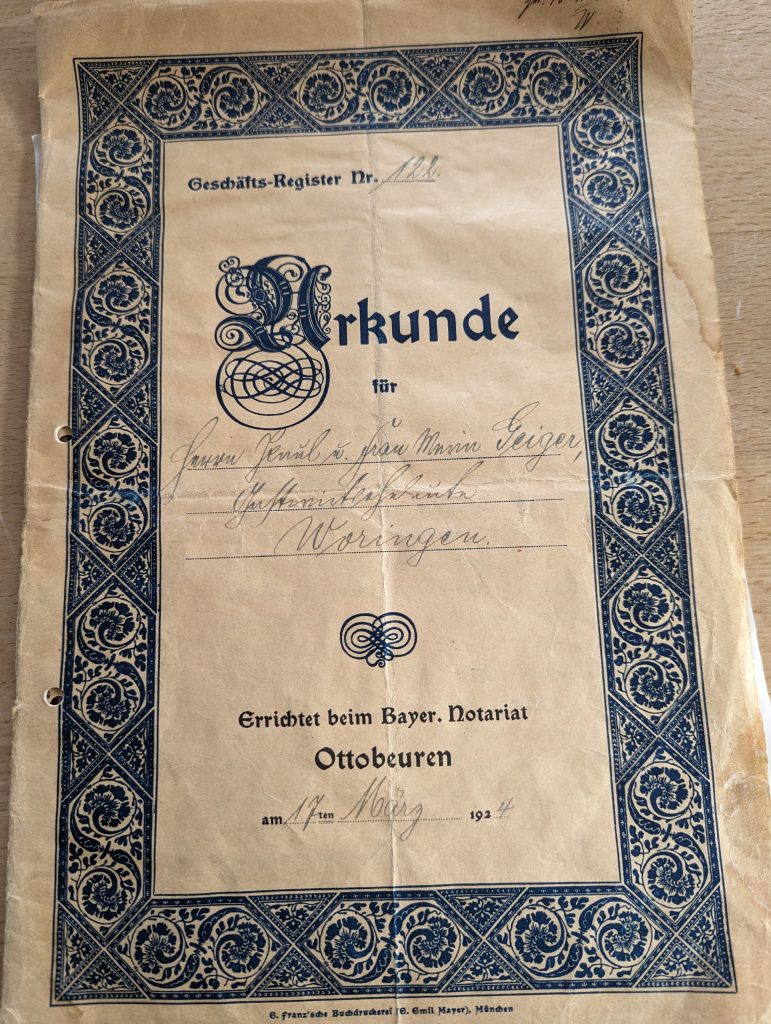 Geschäfts-Register Nr. 122.
Urkunde
für
Herrn Paul u. Frau Maria Geiger,
Gastwirtseheleute
Woringen.
Errichtet beim Bayer. Notariat
Ottobeuren
am 17ten März 1924
G. Franz'sche Buchdruckerei (G. Emil Mayer), München